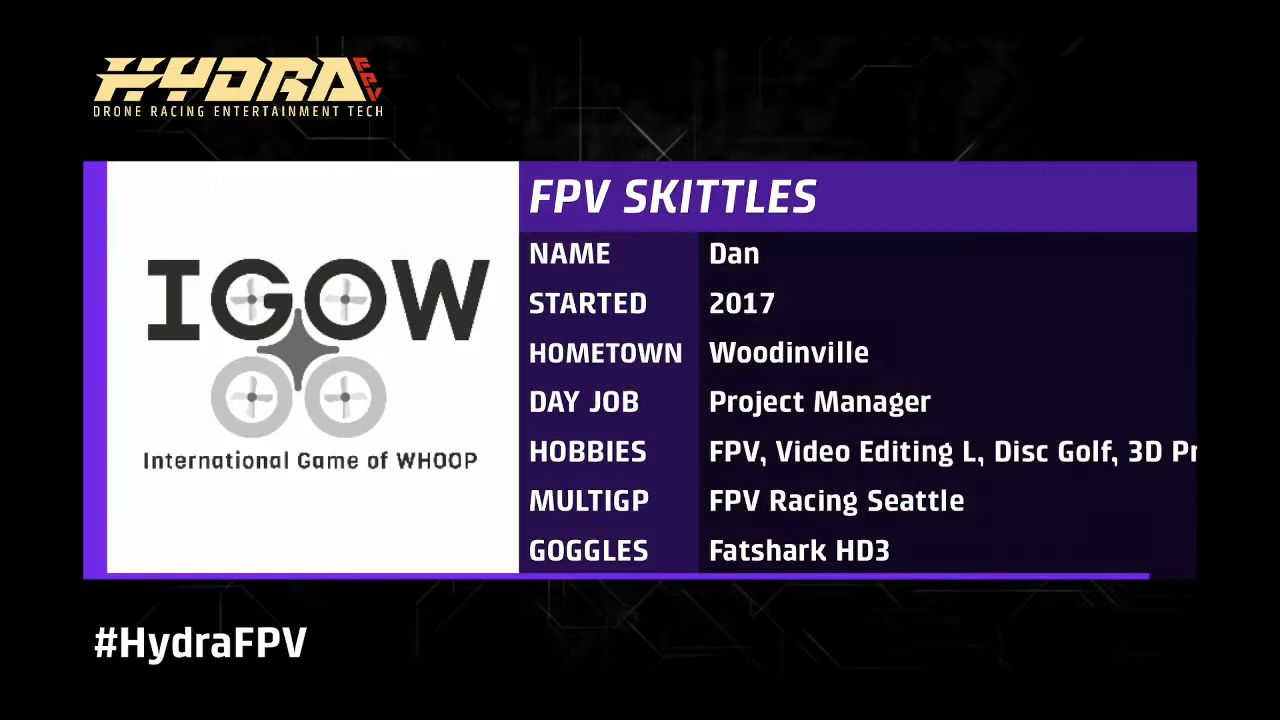 HYDRA FPV
DRONE RACING ENTERTAINMENT TECH
IGOW
International Game of WHOOP
FPV SKITTLES
NAME Dan
STARTED 2017
HOMETOWN Woodinville
DAY JOB Project Manager
HOBBIES FPV, Video Editing L, Disc Golf, 3D Pr
MULTIGP FPV Racing Seattle
GOGGLES Fatshark HD3
#HydraFPV